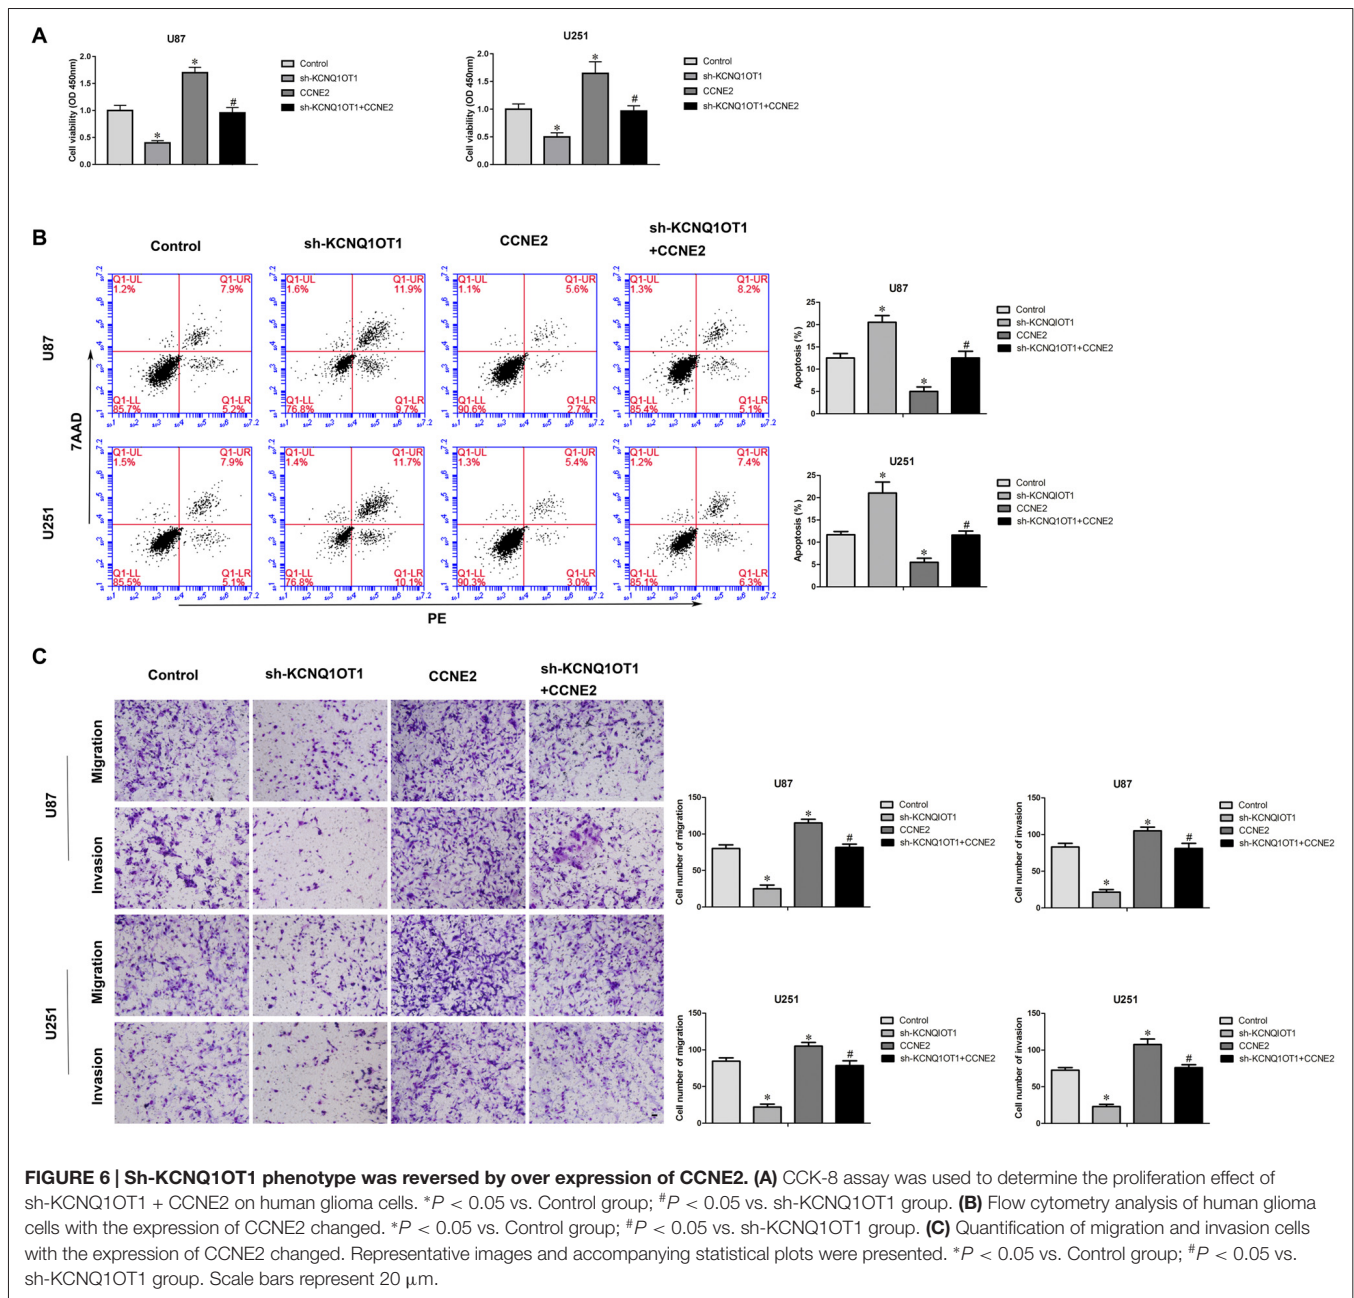 A
U87
Cell viability (OD 450nm)
2.0
1.5
1.0
0.5
0.0
*
*
#
Control
sh-KCNQ1OT1
CCNE2
sh-KCNQ1OT1+CCNE2
U251
Cell viability (OD 450nm)
2.0
1.5
1.0
0.5
0.0
*
*
#
Control
sh-KCNQ1OT1
CCNE2
sh-KCNQ1OT1+CCNE2
B
Control
sh-KCNQ1OT1
CCNE2
sh-KCNQ1OT1
+CCNE2
U87
Q1-UL Q1-UR
1.2% 7.9%
Q1-LL Q1-LR
85.7% 5.2%
Q1-UL Q1-UR
1.6% 11.9%
Q1-LL Q1-LR
76.8% 9.7%
Q1-UL Q1-UR
1.1% 5.6%
Q1-LL Q1-LR
90.6% 2.7%
Q1-UL Q1-UR
1.3% 8.2%
Q1-LL Q1-LR
85.4% 5.1%
U87
Apoptosis (%)
25
20
15
10
5
0
*
*
#
Control
sh-KCNQIOT1
CCNE2
sh-KCNQ1OT1+CCNE2
7AAD
U251
Q1-UL Q1-UR
1.5% 7.9%
Q1-LL Q1-LR
85.5% 5.1%
Q1-UL Q1-UR
1.4% 11.7%
Q1-LL Q1-LR
76.8% 10.1%
Q1-UL Q1-UR
1.3% 5.4%
Q1-LL Q1-LR
90.3% 3.0%
Q1-UL Q1-UR
1.2% 7.4%
Q1-LL Q1-LR
85.1% 6.3%
PE
U251
Apoptosis (%)
25
20
15
10
5
0
*
*
#
Control
sh-KCNQIOT1
CCNE2
sh-KCNQ1OT1+CCNE2
C
Control
sh-KCNQ1OT1
CCNE2
sh-KCNQ1OT1
+CCNE2
U87
Migration
Invasion
U251
Migration
Invasion
U87
Cell number of migration
150
100
50
0
*
*
#
Control
sh-KCNQIOT1
CCNE2
sh-KCNQ1OT1+CCNE2
U87
Cell number of invasion
150
100
50
0
*
*
#
Control
sh-KCNQIOT1
CCNE2
sh-KCNQ1OT1+CCNE2
U251
Cell number of migration
150
100
50
0
*
*
#
Control
sh-KCNQIOT1
CCNE2
sh-KCNQ1OT1+CCNE2
U251
Cell number of invasion
150
100
50
0
*
*
#
Control
sh-KCNQIOT1
CCNE2
sh-KCNQ1OT1+CCNE2
FIGURE 6 | Sh-KCNQ1OT1 phenotype was reversed by over expression of CCNE2. (A) CCK-8 assay was used to determine the proliferation effect of
sh-KCNQ1OT1 + CCNE2 on human glioma cells. *P < 0.05 vs. Control group; #P < 0.05 vs. sh-KCNQ1OT1 group. (B) Flow cytometry analysis of human glioma
cells with the expression of CCNE2 changed. *P < 0.05 vs. Control group; #P < 0.05 vs. sh-KCNQ1OT1 group. (C) Quantification of migration and invasion cells
with the expression of CCNE2 changed. Representative images and accompanying statistical plots were presented. *P < 0.05 vs. Control group; #P < 0.05 vs.
sh-KCNQ1OT1 group. Scale bars represent 20 μm.